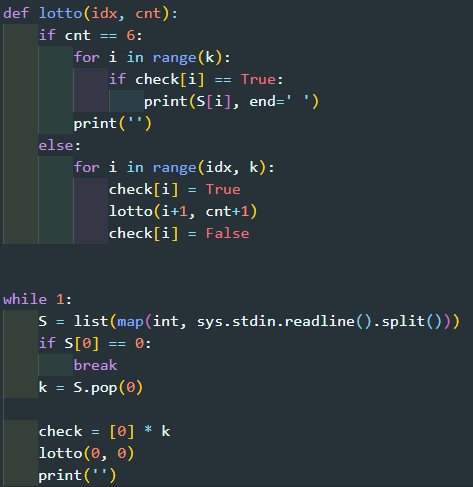 def lotto(idx, cnt):
    if cnt == 6:
        for i in range(k):
            if check[i] == True:
                print(S[i], end=' ')
        print('')
    else:
        for i in range(idx, k):
            check[i] = True
            lotto(i+1, cnt+1)
            check[i] = False

while 1:
    S = list(map(int, sys.stdin.readline().split()))
    if S[0] == 0:
        break
    k = S.pop(0)

    check = [0] * k
    lotto(0, 0)
    print('')